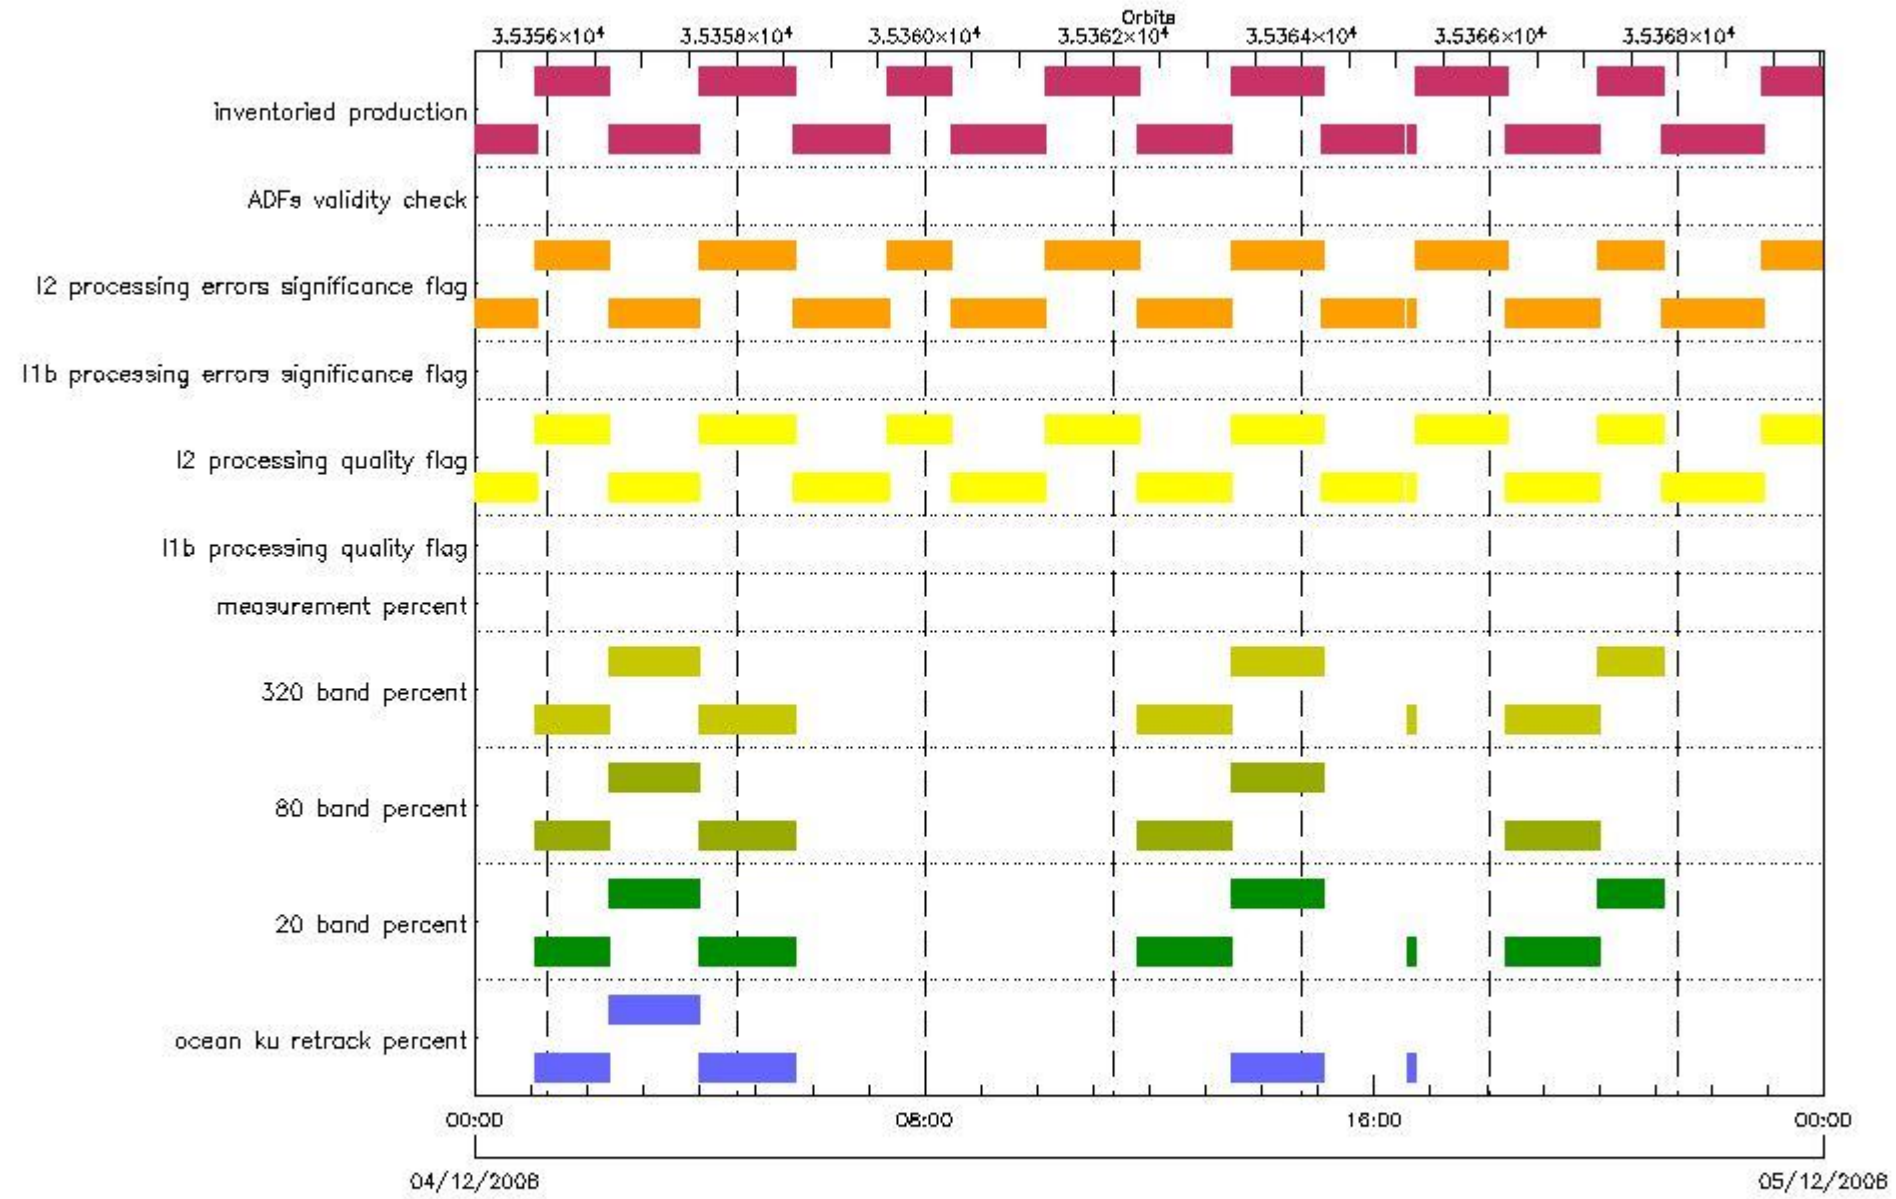 Orbits
3.5356×10⁴ 3.5358×10⁴ 3.5360×10⁴ 3.5362×10⁴ 3.5364×10⁴ 3.5366×10⁴ 3.5368×10⁴
inventoried production
ADFs validity check
l2 processing errors significance flag
l1b processing errors significance flag
l2 processing quality flag
l1b processing quality flag
measurement percent
320 band percent
80 band percent
20 band percent
ocean ku retrack percent
00:00 08:00 16:00 00:00
04/12/2006 05/12/2006